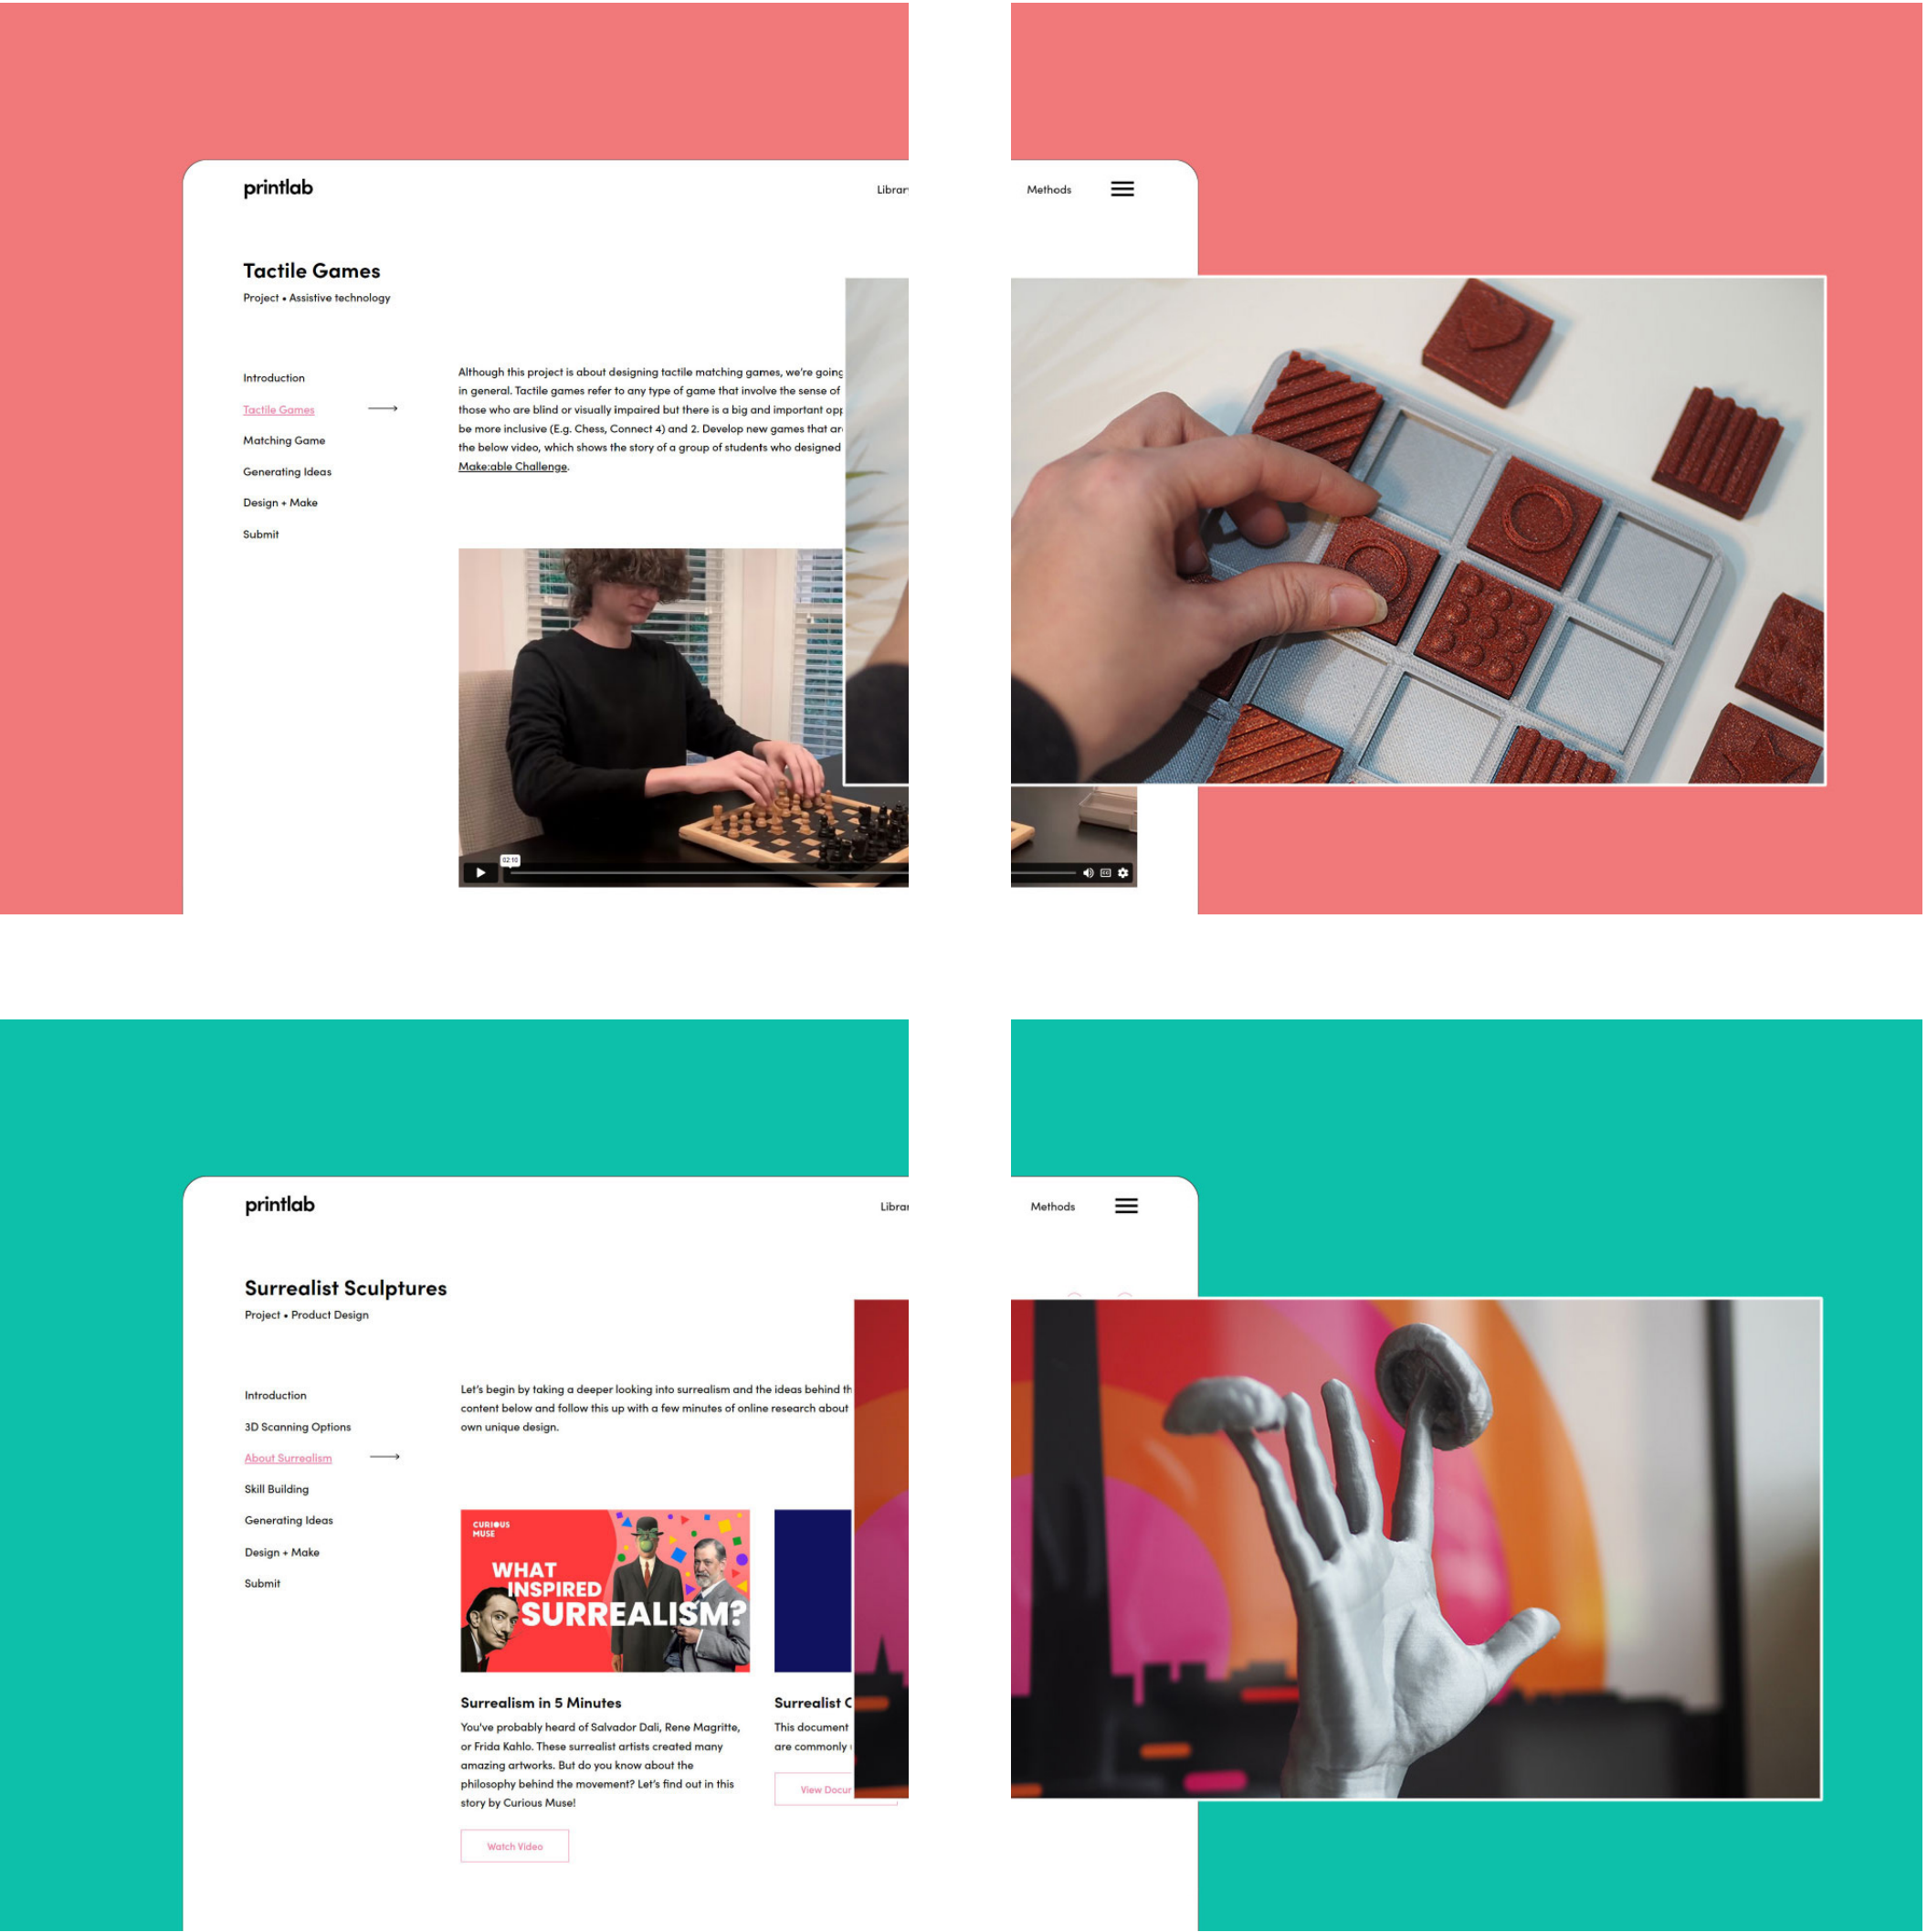 printlab
Methods
Tactile Games
Project • Assistive technology
Introduction
Tactile Games
Matching Game
Generating Ideas
Design + Make
Submit
Although this project is about designing tactile matching games, we're going
in general. Tactile games refer to any type of game that involve the sense of
those who are blind or visually impaired but there is a big and important opp
be more inclusive (E.g. Chess, Connect 4) and 2. Develop new games that ar
the below video, which shows the story of a group of students who designed
Make:able Challenge.
02:10
printlab
Methods
Surrealist Sculptures
Project • Product Design
Introduction
3D Scanning Options
About Surrealism
Skill Building
Generating Ideas
Design + Make
Submit
Let's begin by taking a deeper looking into surrealism and the ideas behind th
content below and follow this up with a few minutes of online research about
own unique design.
CURIOUS
MUSE
WHAT
INSPIRED
SURREALISM?
Surrealism in 5 Minutes
You've probably heard of Salvador Dali, Rene Magritte,
or Frida Kahlo. These surrealist artists created many
amazing artworks. But do you know about the
philosophy behind the movement? Let's find out in this
story by Curious Muse!
Watch Video
Surrealist
This document
are commonly
View Docu